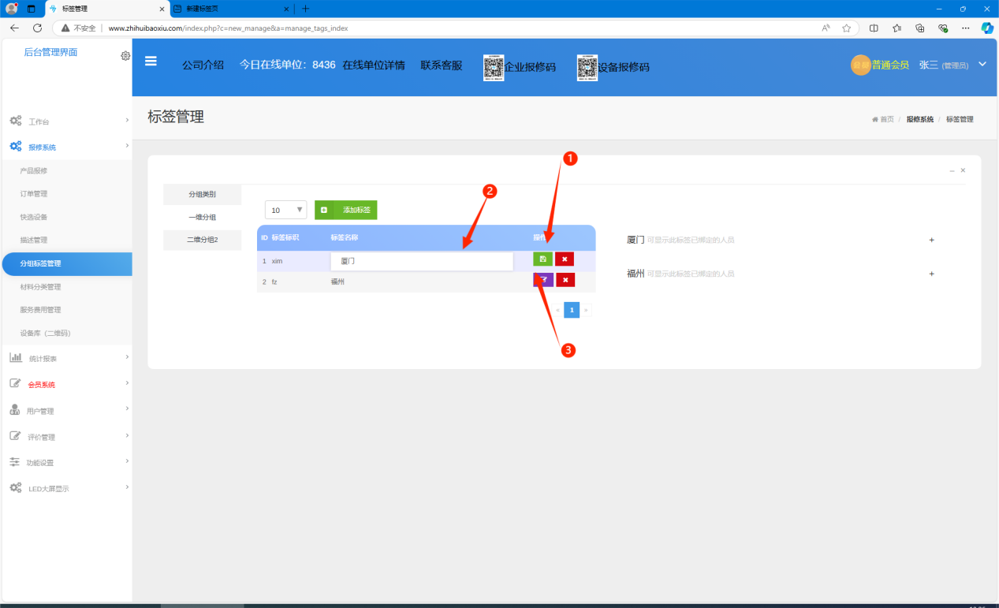 标签管理
新建标签页
不安全
www.zhihuibaoxiu.com/index.php?c=new_manage&a=manage_tags_index
后台管理界面
公司介绍 今日在线单位：8436 在线单位详情 联系客服 企业报修码 设备报修码
普通会员 张三 (管理员)
标签管理
首页 / 报修系统 / 标签管理
工作台
报修系统
产品报修
订单管理
快选设备
描述管理
分组标签管理
材料分类管理
服务费用管理
设备库（二维码）
统计报表
会员系统
用户管理
评价管理
功能设置
LED大屏显示
分组类别
一维分组
二维分组2
10
添加标签
ID 标签标识 标签名称
1 xim 厦门
2 fz 福州
« 1 »
厦门 可显示此标签已绑定的人员 +
福州 可显示此标签已绑定的人员 +
1
2
3